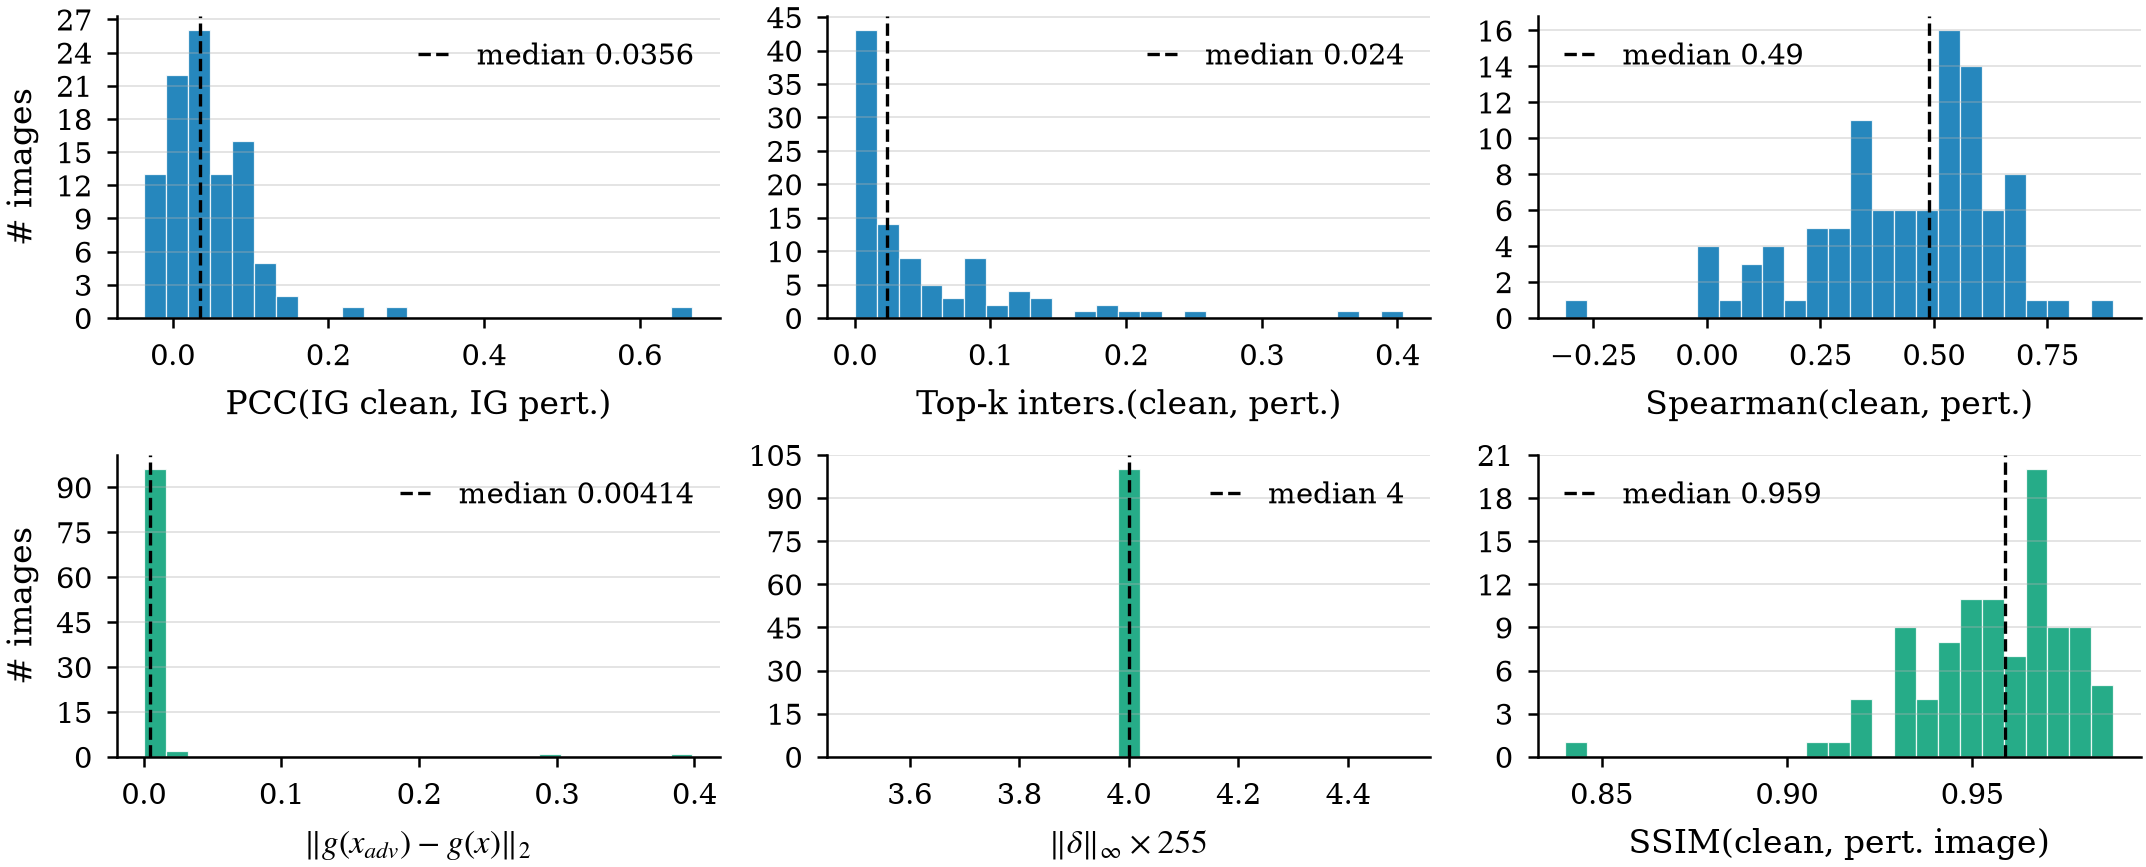 # images
27
24
21
18
15
12
9
6
3
0
median 0.0356
0.0 0.2 0.4 0.6
PCC(IG clean, IG pert.)
45
40
35
30
25
20
15
10
5
0
median 0.024
0.0 0.1 0.2 0.3 0.4
Top-k inters.(clean, pert.)
16
14
12
10
8
6
4
2
0
median 0.49
−0.25 0.00 0.25 0.50 0.75
Spearman(clean, pert.)
# images
90
75
60
45
30
15
0
median 0.00414
0.0 0.1 0.2 0.3 0.4
‖g(x_adv) − g(x)‖₂
105
90
75
60
45
30
15
0
median 4
3.6 3.8 4.0 4.2 4.4
‖δ‖∞ × 255
21
18
15
12
9
6
3
0
median 0.959
0.85 0.90 0.95
SSIM(clean, pert. image)